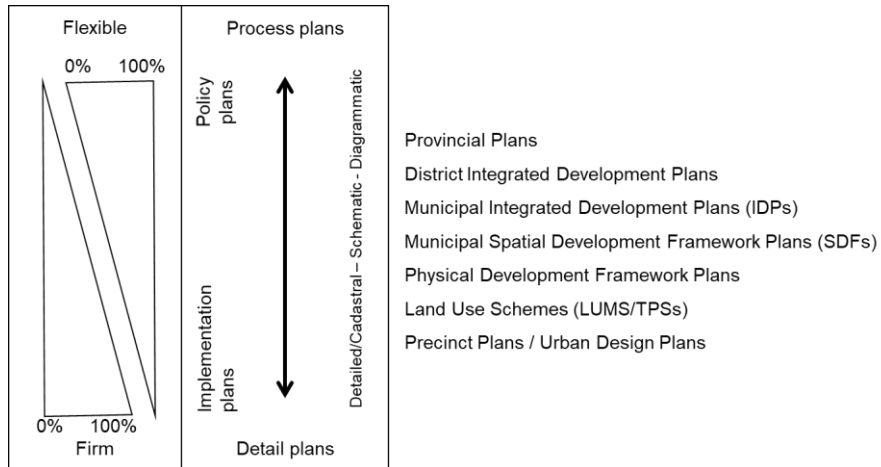 Flexible
0% 100%
0% 100%
Firm
Process plans
Policy
plans
Implementation
plans
Detailed/Cadastral – Schematic - Diagrammatic
Detail plans
Provincial Plans
District Integrated Development Plans
Municipal Integrated Development Plans (IDPs)
Municipal Spatial Development Framework Plans (SDFs)
Physical Development Framework Plans
Land Use Schemes (LUMS/TPSs)
Precinct Plans / Urban Design Plans